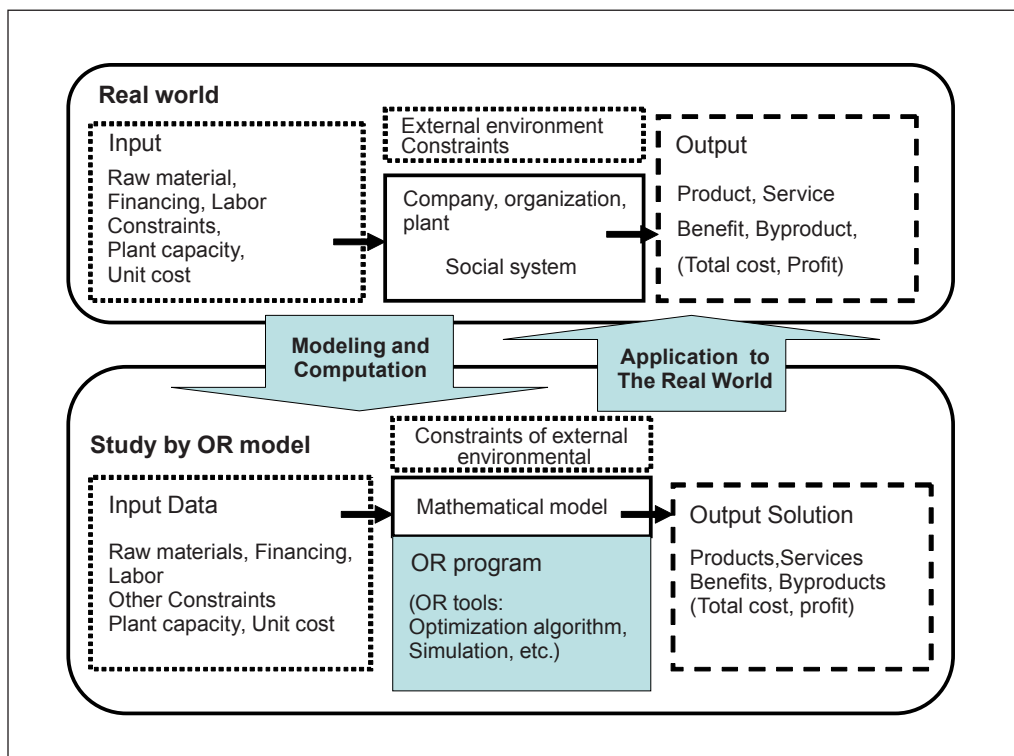 Real world
Input
Raw material,
Financing, Labor
Constraints,
Plant capacity,
Unit cost
External environment
Constraints
Company, organization,
plant
Social system
Output
Product, Service
Benefit, Byproduct,
(Total cost, Profit)
Modeling and
Computation
Application to
The Real World
Study by OR model
Input Data
Raw materials, Financing,
Labor
Other Constraints
Plant capacity, Unit cost
Constraints of external
environmental
Mathematical model
OR program
(OR tools:
Optimization algorithm,
Simulation, etc.)
Output Solution
Products,Services
Benefits, Byproducts
(Total cost, profit)